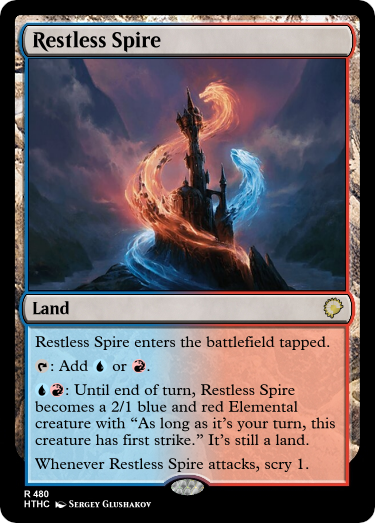 Restless Spire
Land
Restless Spire enters the battlefield tapped.
: Add or .
: Until end of turn, Restless Spire
becomes a 2/1 blue and red Elemental
creature with “As long as it’s your turn, this
creature has first strike.” It’s still a land.
Whenever Restless Spire attacks, scry 1.
R 480
HTHC Sergey Glushakov